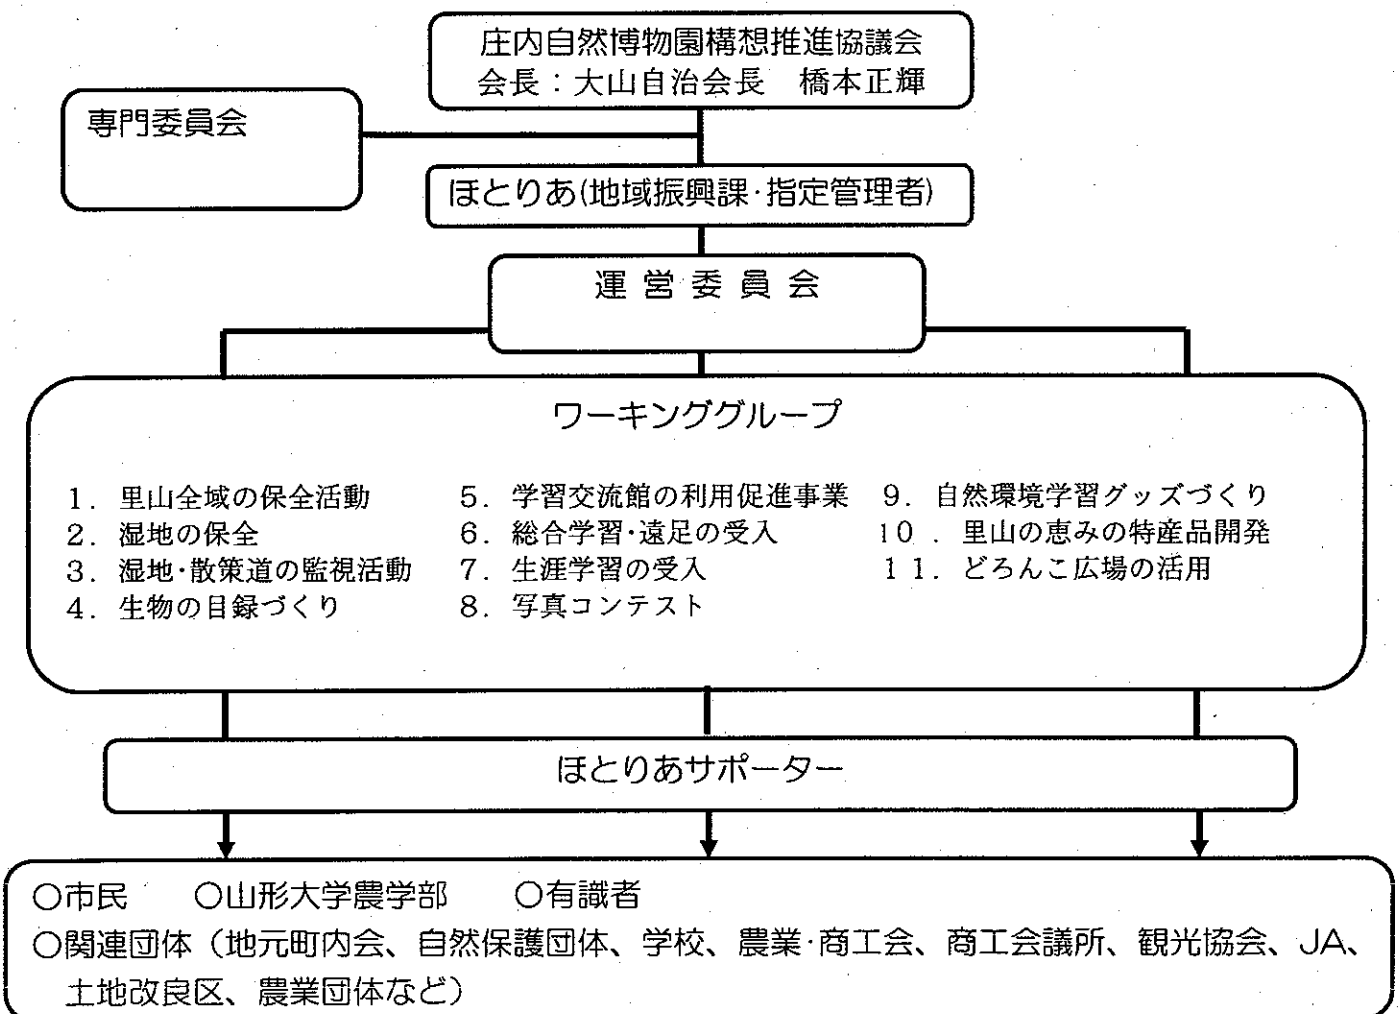 庄内自然博物園構想推進協議会
会長：大山自治会長　橋本正輝
専門委員会
ほとりあ(地域振興課・指定管理者)
運営委員会
ワーキンググループ
1．里山全域の保全活動
2．湿地の保全
3．湿地・散策道の監視活動
4．生物の目録づくり
5．学習交流館の利用促進事業
6．総合学習・遠足の受入
7．生涯学習の受入
8．写真コンテスト
9．自然環境学習グッズづくり
10．里山の恵みの特産品開発
11．どろんこ広場の活用
ほとりあサポーター
○市民　○山形大学農学部　○有識者
○関連団体（地元町内会、自然保護団体、学校、農業・商工会、商工会議所、観光協会、JA、
土地改良区、農業団体など）